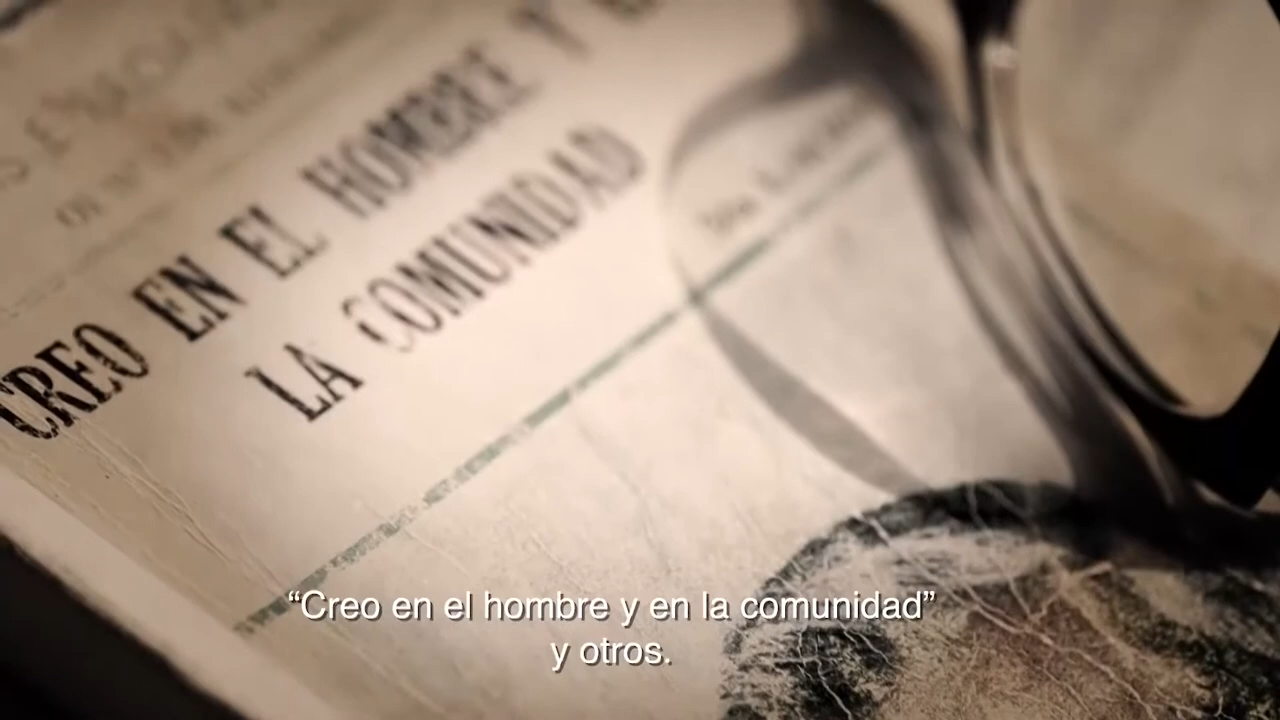 CREO EN EL HOMBRE Y
LA COMUNIDAD
“Creo en el hombre y en la comunidad”
y otros.